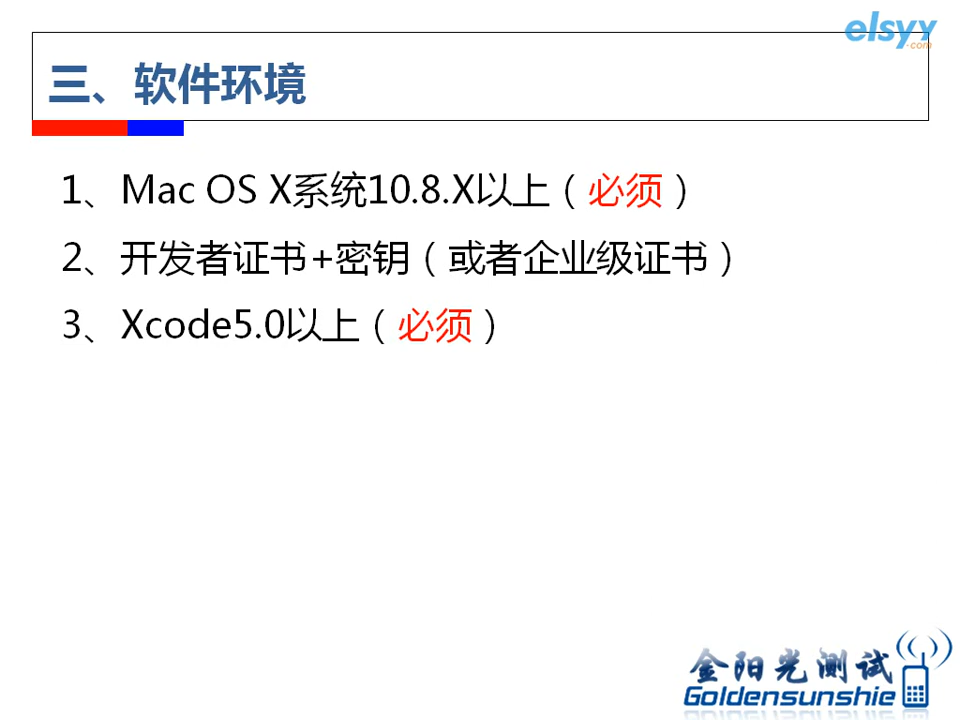 elsyy
.com
三、软件环境
1、Mac OS X系统10.8.X以上（必须）
2、开发者证书+密钥（或者企业级证书）
3、Xcode5.0以上（必须）
金阳光测试
Goldensunshie